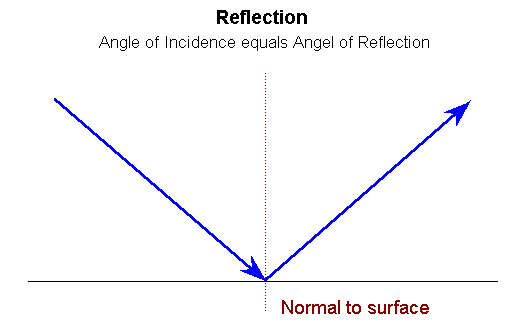 Reflection
Angle of Incidence equals Angel of Reflection
Normal to surface